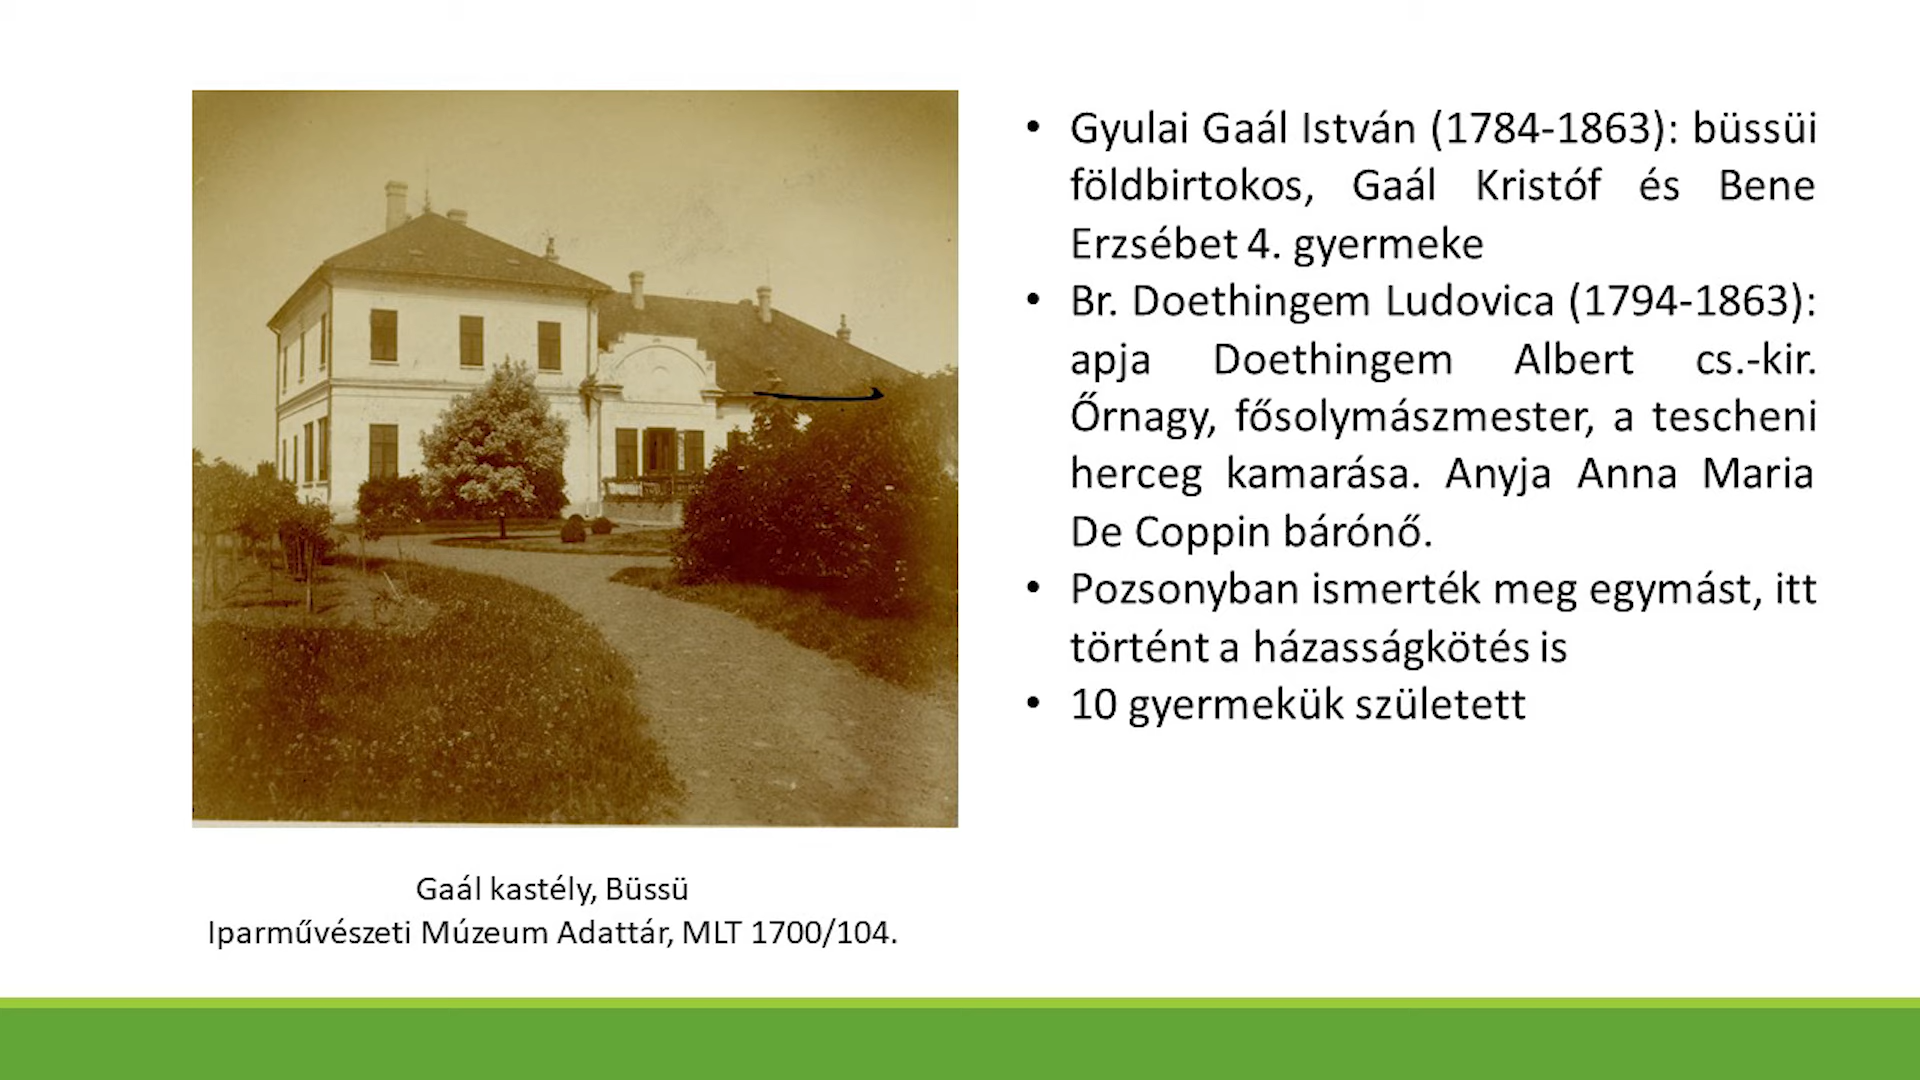 • Gyulai Gaál István (1784-1863): büssüi
földbirtokos, Gaál Kristóf és Bene
Erzsébet 4. gyermeke
• Br. Doethingem Ludovica (1794-1863):
apja Doethingem Albert cs.-kir.
Őrnagy, fősolymászmester, a tescheni
herceg kamarása. Anyja Anna Maria
De Coppin bárónő.
• Pozsonyban ismerték meg egymást, itt
történt a házasságkötés is
• 10 gyermekük született
Gaál kastély, Büssü
Iparművészeti Múzeum Adattár, MLT 1700/104.